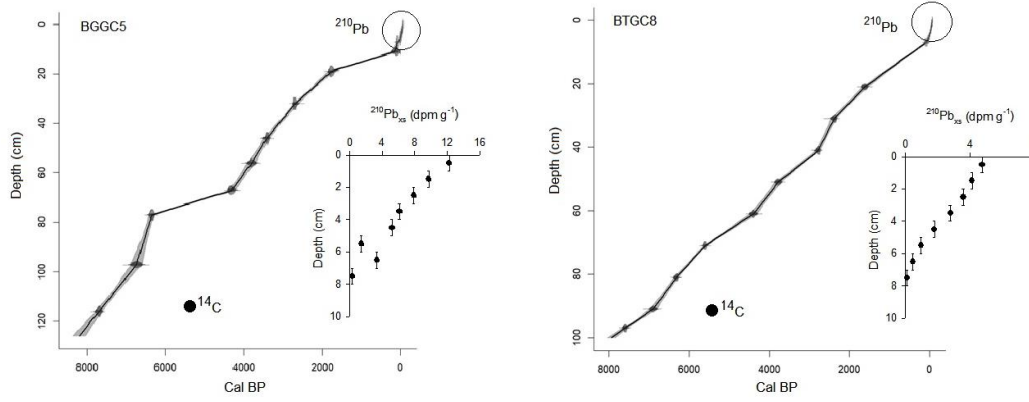 BGGC5
210Pb
0
20
40
60
80
100
120
Depth (cm)
8000 6000 4000 2000 0
Cal BP
14C
210Pbxs (dpm g-1)
0 4 8 12 16
0
2
4
6
8
10
Depth (cm)
BTGC8
210Pb
0
20
40
60
80
100
Depth (cm)
8000 6000 4000 2000 0
Cal BP
14C
210Pbxs (dpm g-1)
0 4
0
2
4
6
8
10
Depth (cm)